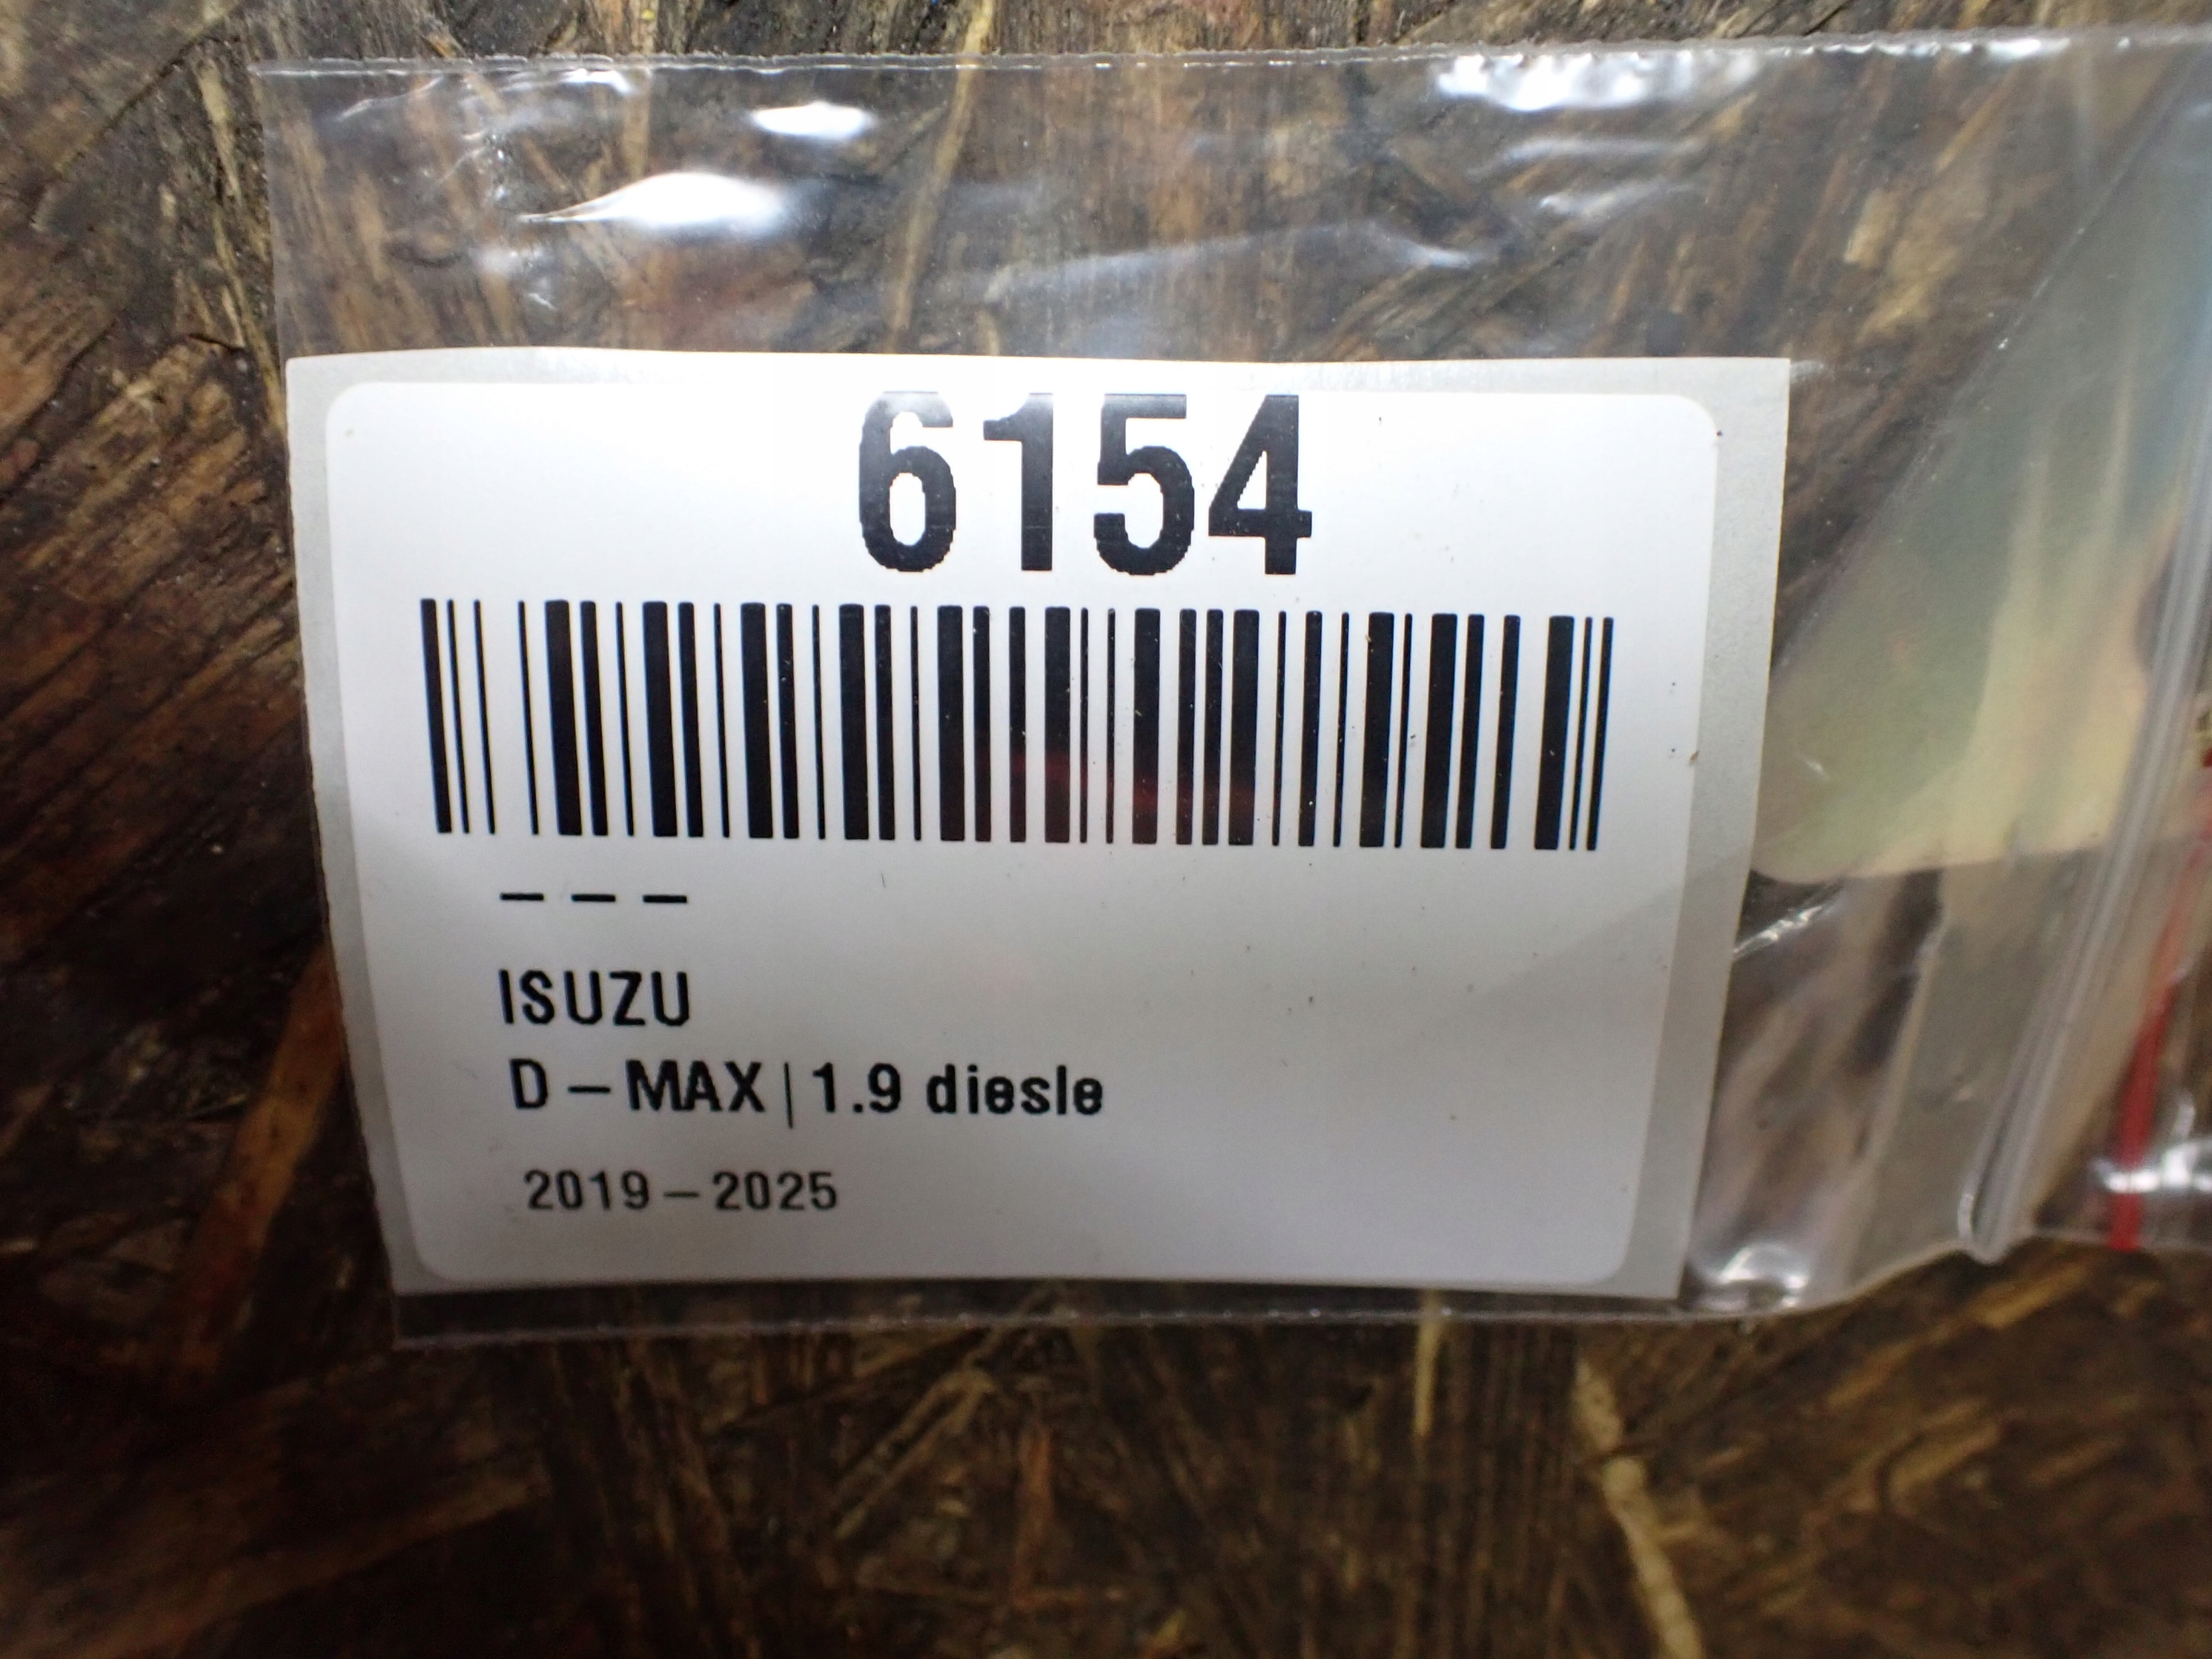 6154
– – –
ISUZU
D – MAX | 1.9 diesle
2019 – 2025